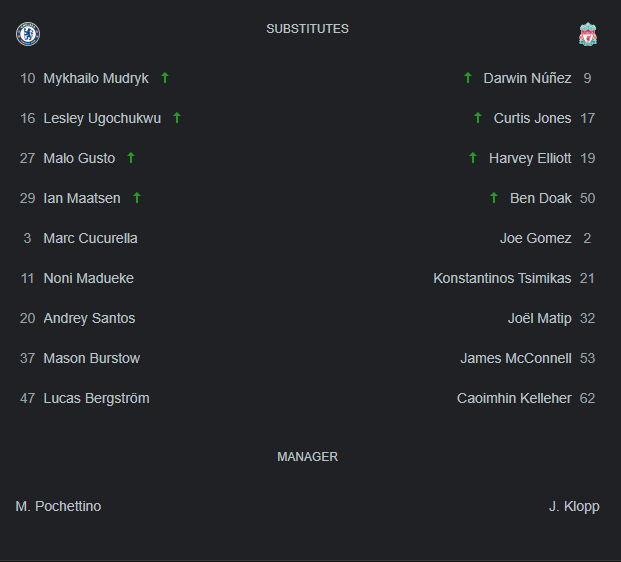 SUBSTITUTES
10 Mykhailo Mudryk ↑ ↑ Darwin Núñez 9
16 Lesley Ugochukwu ↑ ↑ Curtis Jones 17
27 Malo Gusto ↑ ↑ Harvey Elliott 19
29 Ian Maatsen ↑ ↑ Ben Doak 50
3 Marc Cucurella Joe Gomez 2
11 Noni Madueke Konstantinos Tsimikas 21
20 Andrey Santos Joël Matip 32
37 Mason Burstow James McConnell 53
47 Lucas Bergström Caoimhin Kelleher 62
MANAGER
M. Pochettino J. Klopp